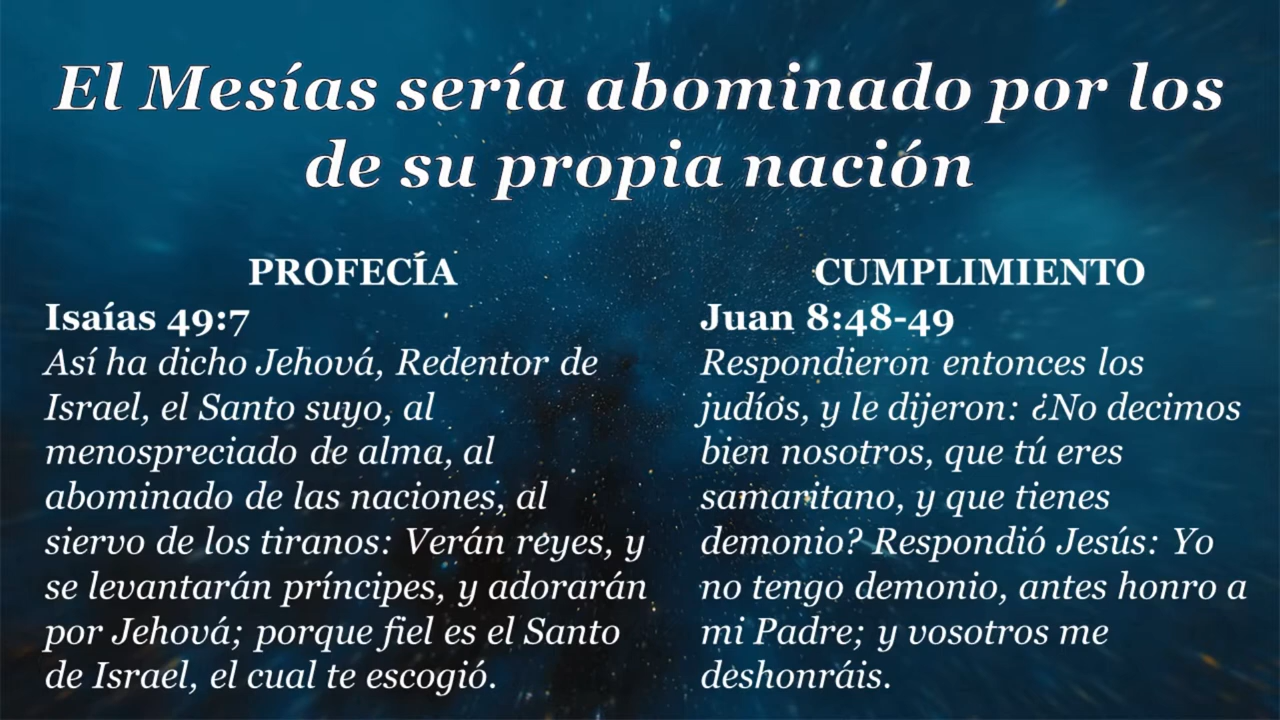 El Mesías sería abominado por los
de su propia nación
PROFECÍA
Isaías 49:7
Así ha dicho Jehová, Redentor de
Israel, el Santo suyo, al
menospreciado de alma, al
abominado de las naciones, al
siervo de los tiranos: Verán reyes, y
se levantarán príncipes, y adorarán
por Jehová; porque fiel es el Santo
de Israel, el cual te escogió.
CUMPLIMIENTO
Juan 8:48-49
Respondieron entonces los
judíos, y le dijeron: ¿No decimos
bien nosotros, que tú eres
samaritano, y que tienes
demonio? Respondió Jesús: Yo
no tengo demonio, antes honro a
mi Padre; y vosotros me
deshonráis.